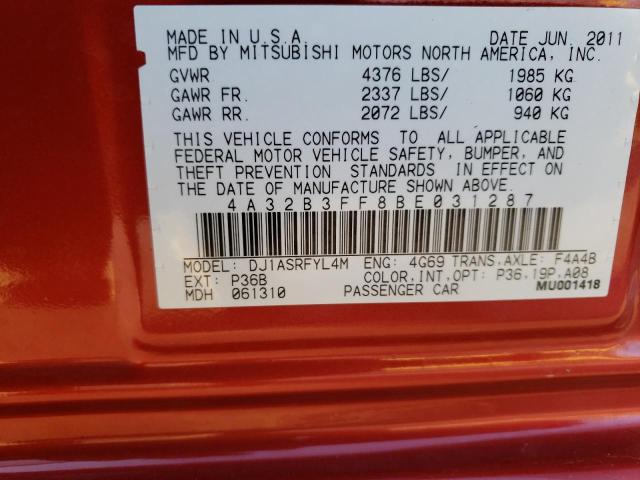 MADE IN U.S.A. DATE JUN. 2011
MFD BY MITSUBISHI MOTORS NORTH AMERICA, INC.
GVWR 4376 LBS/ 1985 KG
GAWR FR. 2337 LBS/ 1060 KG
GAWR RR. 2072 LBS/ 940 KG
THIS VEHICLE CONFORMS TO ALL APPLICABLE
FEDERAL MOTOR VEHICLE SAFETY, BUMPER, AND
THEFT PREVENTION STANDARDS IN EFFECT ON
THE DATE OF MANUFACTURE SHOWN ABOVE.
4A32B3FF8BE031287
MODEL: DJ1ASRFYL4M ENG: 4G69 TRANS.AXLE: F4A4B
EXT: P36B COLOR,INT,OPT: P36,19P,A08
MDH 061310 PASSENGER CAR MU001418